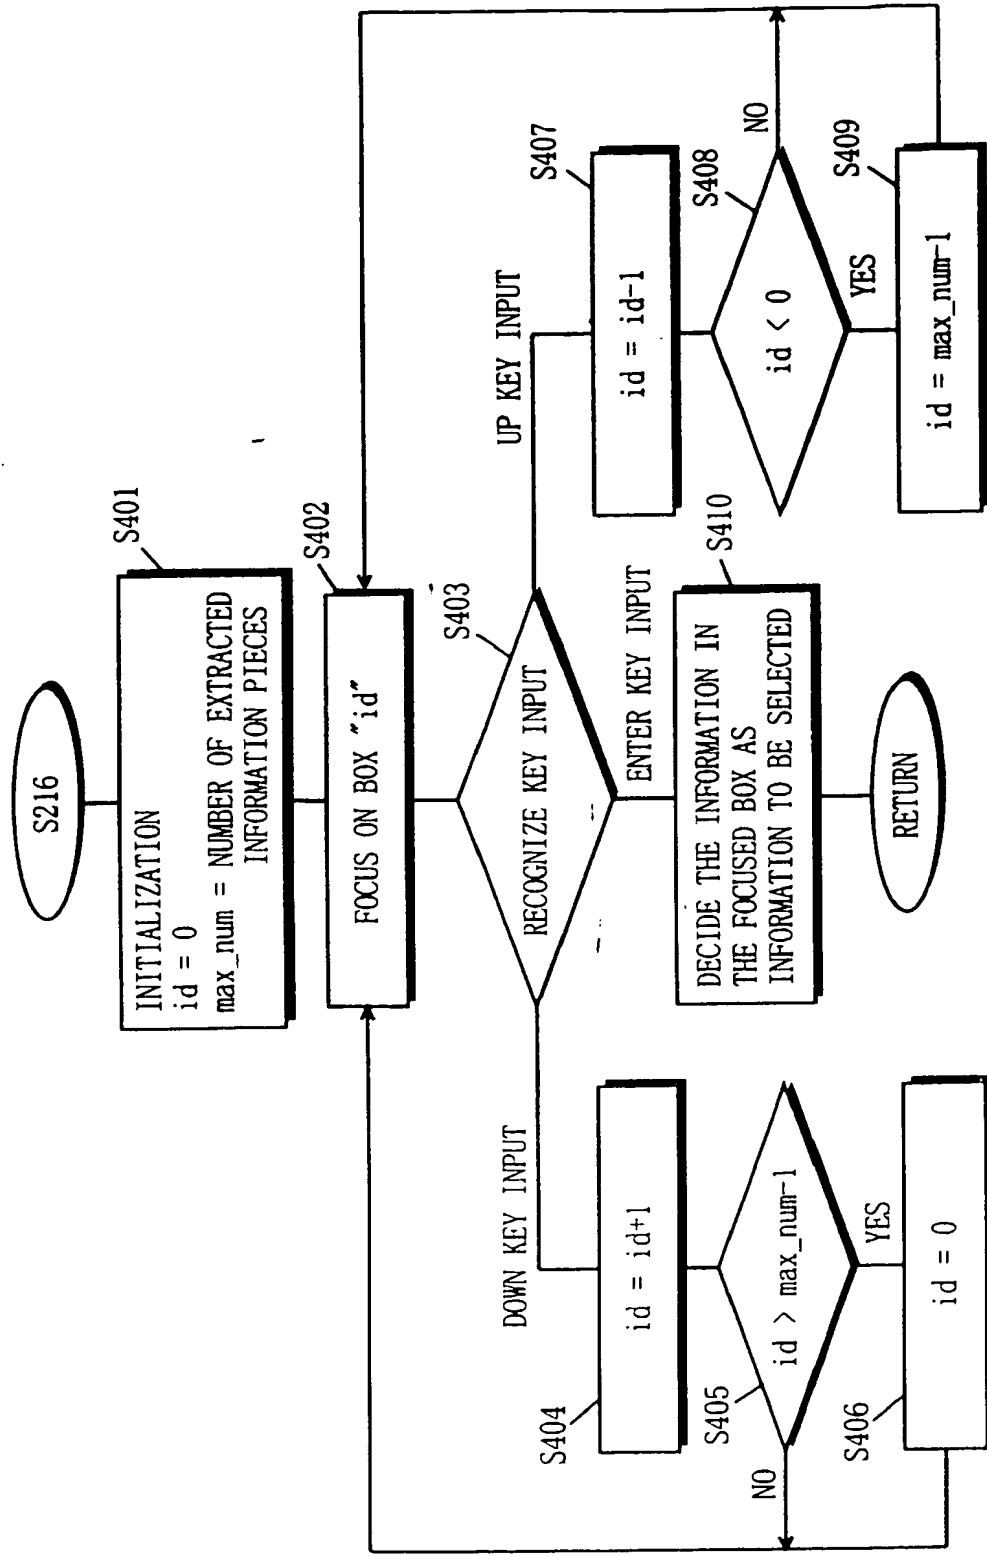 S216
S401
INITIALIZATION
id = 0
max_num = NUMBER OF EXTRACTED
INFORMATION PIECES
S402
FOCUS ON BOX "id"
S403
RECOGNIZE KEY INPUT
DOWN KEY INPUT
UP KEY INPUT
ENTER KEY INPUT
S404
id = id+1
S405
id > max_num-1
NO
YES
S406
id = 0
S410
DECIDE THE INFORMATION IN
THE FOCUSED BOX AS
INFORMATION TO BE SELECTED
RETURN
S407
id = id-1
S408
id < 0
NO
YES
S409
id = max_num-1